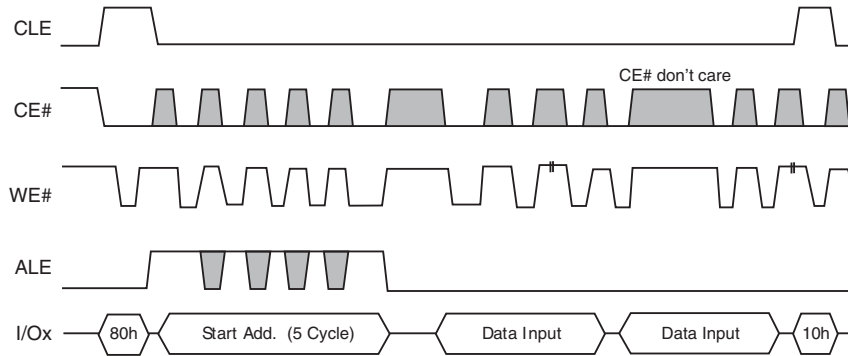 CLE
CE# don't care
CE#
WE#
ALE
I/Ox 80h Start Add. (5 Cycle) Data Input Data Input 10h